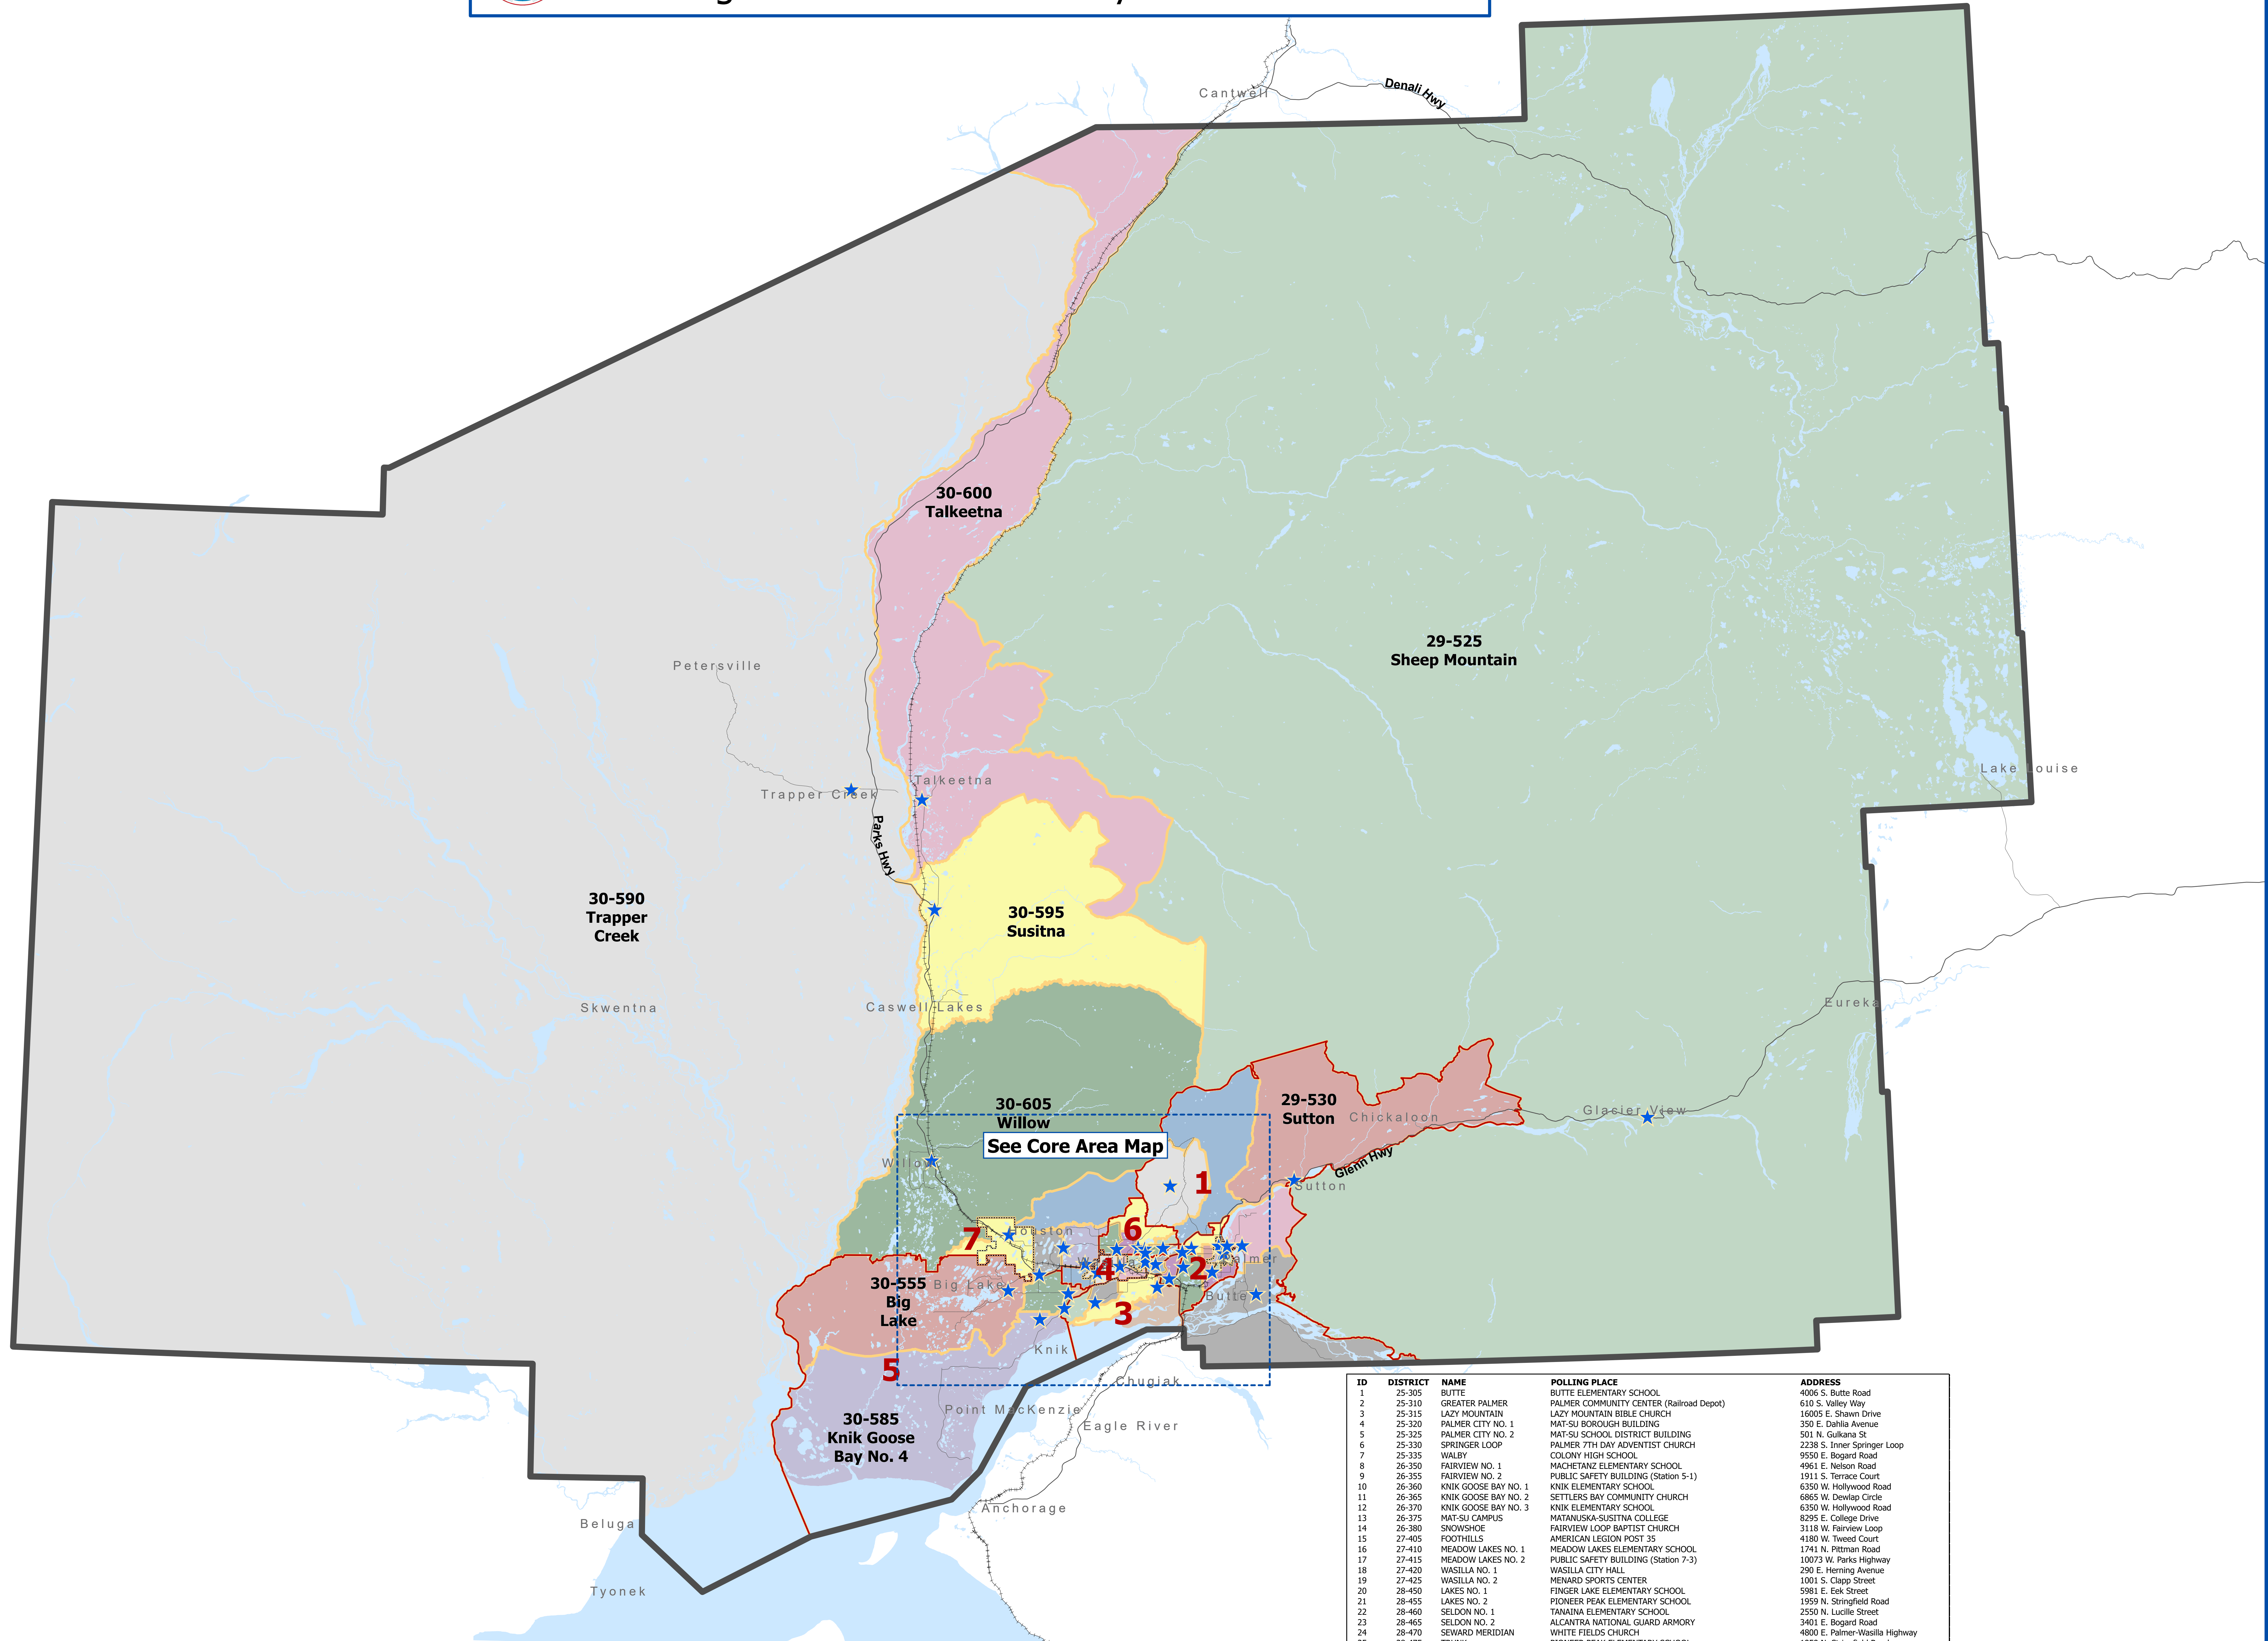 Cantwell
Denali Hwy
30-600
Talkeetna
29-525
Sheep Mountain
Petersville
Talkeetna
Trapper Creek
Lake Louise
Parks Hwy
30-590
Trapper
Creek
30-595
Susitna
Skwentna
Caswell Lakes
Eureka
30-605
Willow
29-530
Sutton
Chickaloon
Glacier View
See Core Area Map
Willow
Glenn Hwy
Sutton
1
6
7
Houston
4
2
Palmer
30-555
Big
Lake
Big Lake
Butte
3
Knik
5
Chugiak
Point MacKenzie
30-585
Knik Goose
Bay No. 4
Eagle River
Anchorage
Beluga
Tyonek
ID DISTRICT NAME POLLING PLACE ADDRESS
1 25-305 BUTTE BUTTE ELEMENTARY SCHOOL 4006 S. Butte Road
2 25-310 GREATER PALMER PALMER COMMUNITY CENTER (Railroad Depot) 610 S. Valley Way
3 25-315 LAZY MOUNTAIN LAZY MOUNTAIN BIBLE CHURCH 16005 E. Shawn Drive
4 25-320 PALMER CITY NO. 1 MAT-SU BOROUGH BUILDING 350 E. Dahlia Avenue
5 25-325 PALMER CITY NO. 2 MAT-SU SCHOOL DISTRICT BUILDING 501 N. Gulkana St
6 25-330 SPRINGER LOOP PALMER 7TH DAY ADVENTIST CHURCH 2238 S. Inner Springer Loop
7 25-335 WALBY COLONY HIGH SCHOOL 9550 E. Bogard Road
8 26-350 FAIRVIEW NO. 1 MACHETANZ ELEMENTARY SCHOOL 4961 E. Nelson Road
9 26-355 FAIRVIEW NO. 2 PUBLIC SAFETY BUILDING (Station 5-1) 1911 S. Terrace Court
10 26-360 KNIK GOOSE BAY NO. 1 KNIK ELEMENTARY SCHOOL 6350 W. Hollywood Road
11 26-365 KNIK GOOSE BAY NO. 2 SETTLERS BAY COMMUNITY CHURCH 6865 W. Dewlap Circle
12 26-370 KNIK GOOSE BAY NO. 3 KNIK ELEMENTARY SCHOOL 6350 W. Hollywood Road
13 26-375 MAT-SU CAMPUS MATANUSKA-SUSITNA COLLEGE 8295 E. College Drive
14 26-380 SNOWSHOE FAIRVIEW LOOP BAPTIST CHURCH 3118 W. Fairview Loop
15 27-405 FOOTHILLS AMERICAN LEGION POST 35 4180 W. Tweed Court
16 27-410 MEADOW LAKES NO. 1 MEADOW LAKES ELEMENTARY SCHOOL 1741 N. Pittman Road
17 27-415 MEADOW LAKES NO. 2 PUBLIC SAFETY BUILDING (Station 7-3) 10073 W. Parks Highway
18 27-420 WASILLA NO. 1 WASILLA CITY HALL 290 E. Herning Avenue
19 27-425 WASILLA NO. 2 MENARD SPORTS CENTER 1001 S. Clapp Street
20 28-450 LAKES NO. 1 FINGER LAKE ELEMENTARY SCHOOL 5981 E. Eek Street
21 28-455 LAKES NO. 2 PIONEER PEAK ELEMENTARY SCHOOL 1959 N. Stringfield Road
22 28-460 SELDON NO. 1 TANAINA ELEMENTARY SCHOOL 2550 N. Lucille Street
23 28-465 SELDON NO. 2 ALCANTRA NATIONAL GUARD ARMORY 3401 E. Bogard Road
24 28-470 SEWARD MERIDIAN WHITE FIELDS CHURCH 4800 E. Palmer-Wasilla Highway